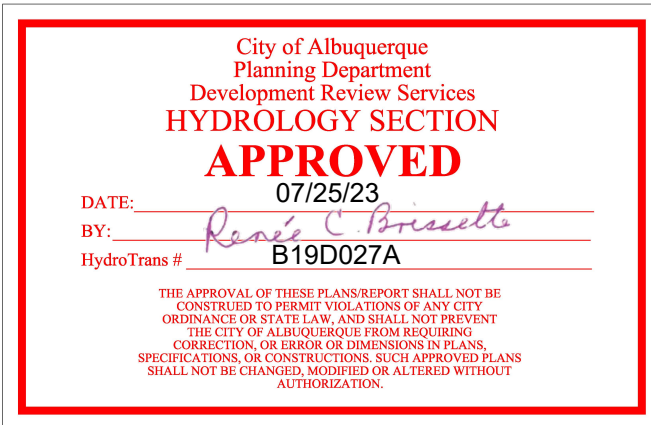 City of Albuquerque
Planning Department
Development Review Services
HYDROLOGY SECTION
APPROVED
DATE: 07/25/23
BY: Renée C. Brissette
HydroTrans # B19D027A
THE APPROVAL OF THESE PLANS/REPORT SHALL NOT BE
CONSTRUED TO PERMIT VIOLATIONS OF ANY CITY
ORDINANCE OR STATE LAW, AND SHALL NOT PREVENT
THE CITY OF ALBUQUERQUE FROM REQUIRING
CORRECTION, OR ERROR OR DIMENSIONS IN PLANS,
SPECIFICATIONS, OR CONSTRUCTIONS. SUCH APPROVED PLANS
SHALL NOT BE CHANGED, MODIFIED OR ALTERED WITHOUT
AUTHORIZATION.